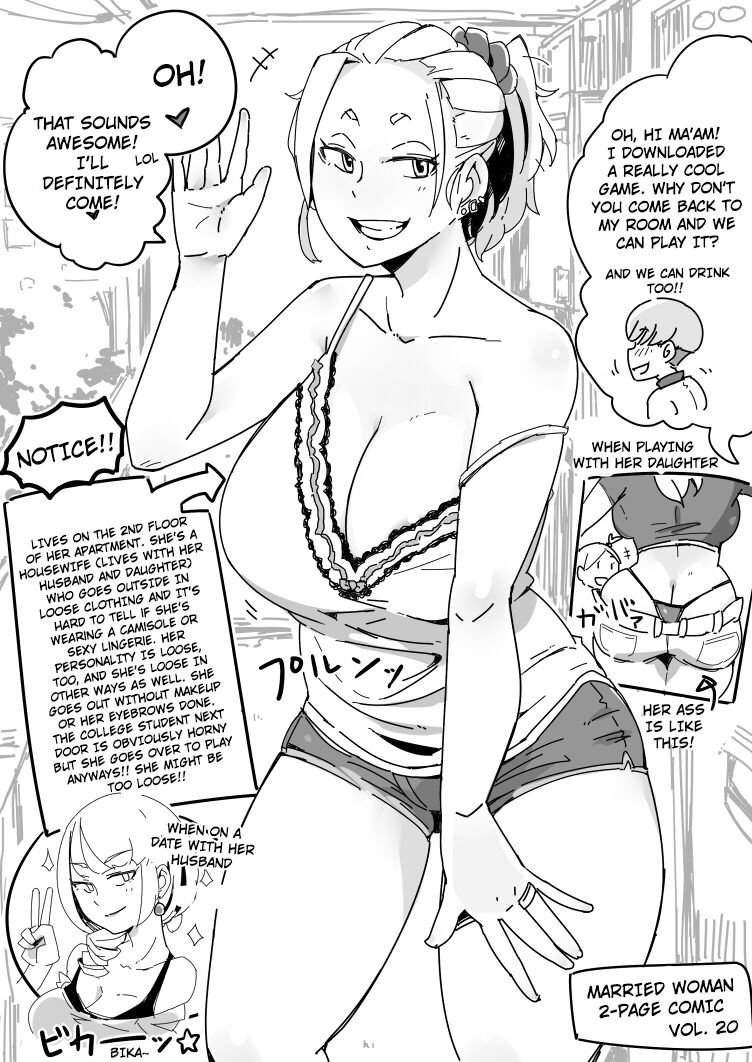 OH!
THAT SOUNDS
AWESOME!
I'LL
LOL
DEFINITELY
COME!
OH, HI MA'AM!
I DOWNLOADED
A REALLY COOL
GAME. WHY DON'T
YOU COME BACK TO
MY ROOM AND WE
CAN PLAY IT?
AND WE CAN DRINK
TOO!!
NOTICE!!
LIVES ON THE 2ND FLOOR
OF HER APARTMENT. SHE'S A
HOUSEWIFE (LIVES WITH HER
HUSBAND AND DAUGHTER)
WHO GOES OUTSIDE IN
LOOSE CLOTHING AND IT'S
HARD TO TELL IF SHE'S
WEARING A CAMISOLE OR
SEXY LINGERIE. HER
PERSONALITY IS LOOSE,
TOO, AND SHE'S LOOSE IN
OTHER WAYS AS WELL. SHE
GOES OUT WITHOUT MAKEUP
OR HER EYEBROWS DONE.
THE COLLEGE STUDENT NEXT
DOOR IS OBVIOUSLY HORNY
BUT SHE GOES OVER TO PLAY
ANYWAYS!! SHE MIGHT BE
TOO LOOSE!!
WHEN PLAYING
WITH HER DAUGHTER
ガバァ
HER ASS
IS LIKE
THIS!
プルルンッ
WHEN ON A
DATE WITH HER
HUSBAND
ビカーッ☆
BIKA~
MARRIED WOMAN
2-PAGE COMIC
VOL. 20